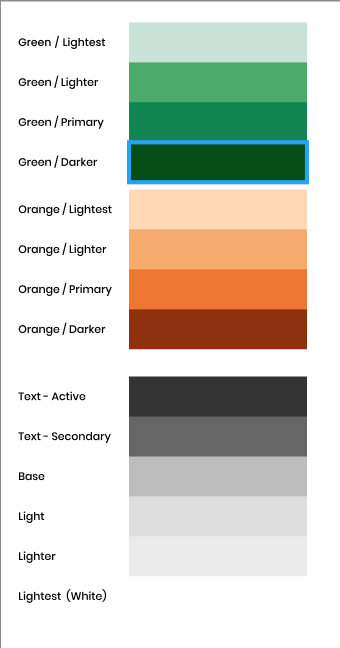 Green / Lightest
Green / Lighter
Green / Primary
Green / Darker
Orange / Lightest
Orange / Lighter
Orange / Primary
Orange / Darker
Text - Active
Text - Secondary
Base
Light
Lighter
Lightest (White)